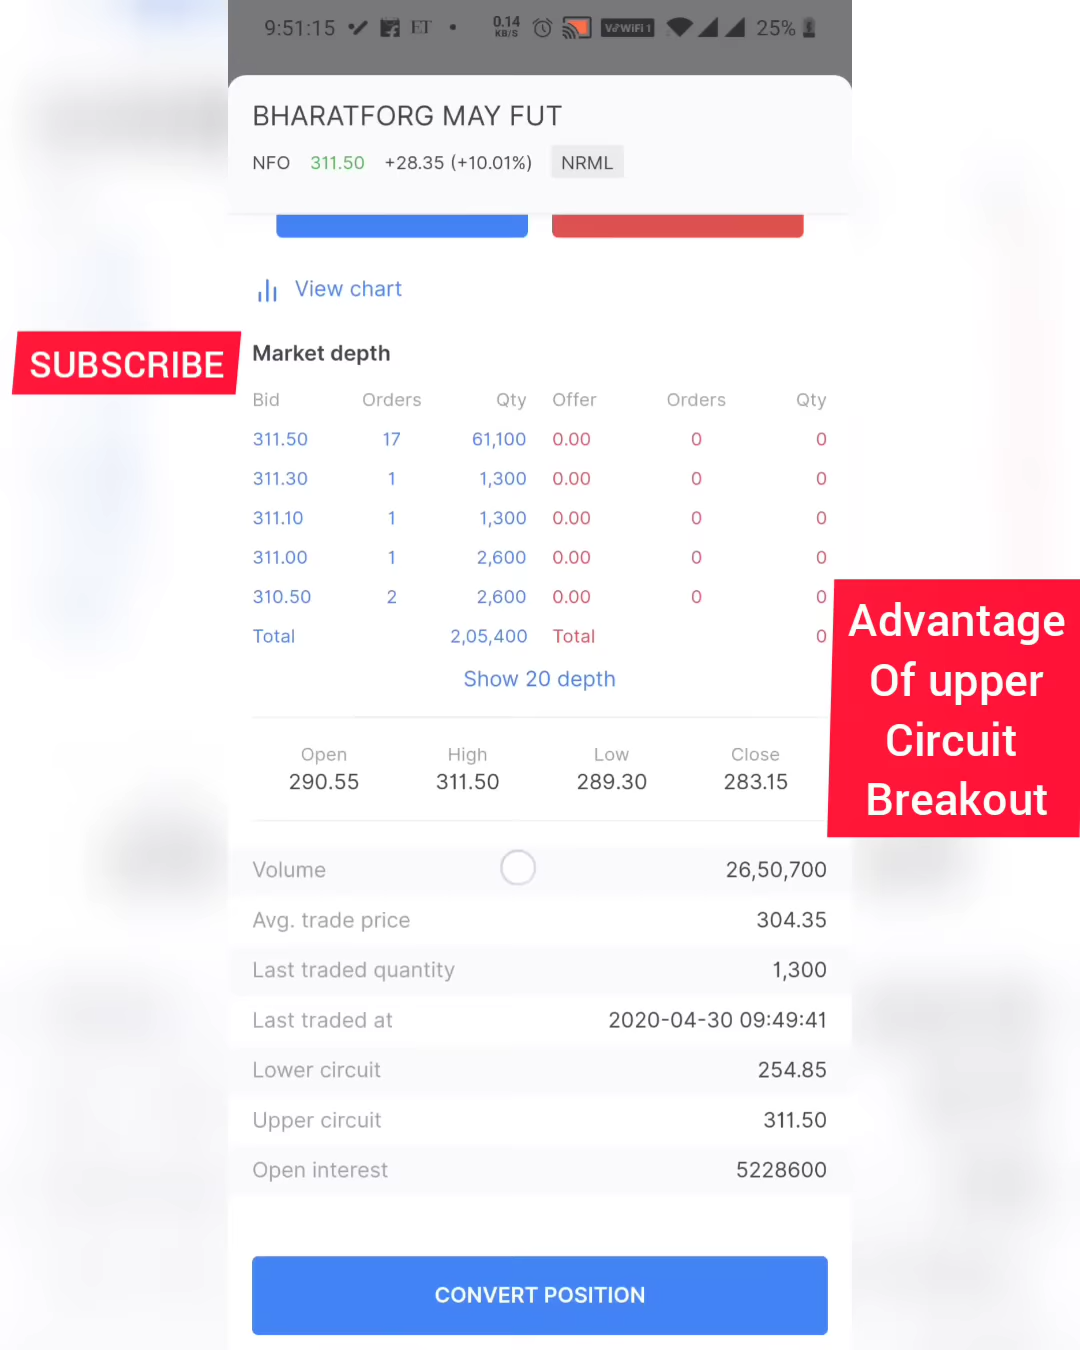 9:51:15 ET • 0.14 KB/S VoWiFi 1 25%
BHARATFORG MAY FUT
NFO 311.50 +28.35 (+10.01%) NRML
View chart
SUBSCRIBE
Market depth
Bid Orders Qty Offer Orders Qty
311.50 17 61,100 0.00 0 0
311.30 1 1,300 0.00 0 0
311.10 1 1,300 0.00 0 0
311.00 1 2,600 0.00 0 0
310.50 2 2,600 0.00 0 0
Total 2,05,400 Total 0
Show 20 depth
Advantage
Of upper
Circuit
Breakout
Open High Low Close
290.55 311.50 289.30 283.15
Volume 26,50,700
Avg. trade price 304.35
Last traded quantity 1,300
Last traded at 2020-04-30 09:49:41
Lower circuit 254.85
Upper circuit 311.50
Open interest 5228600
CONVERT POSITION